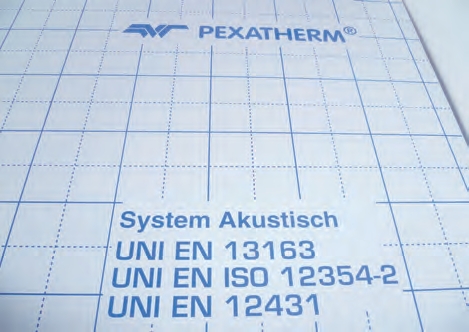 PEXATHERM®
System Akustisch
UNI EN 13163
UNI EN ISO 12354-2
UNI EN 12431